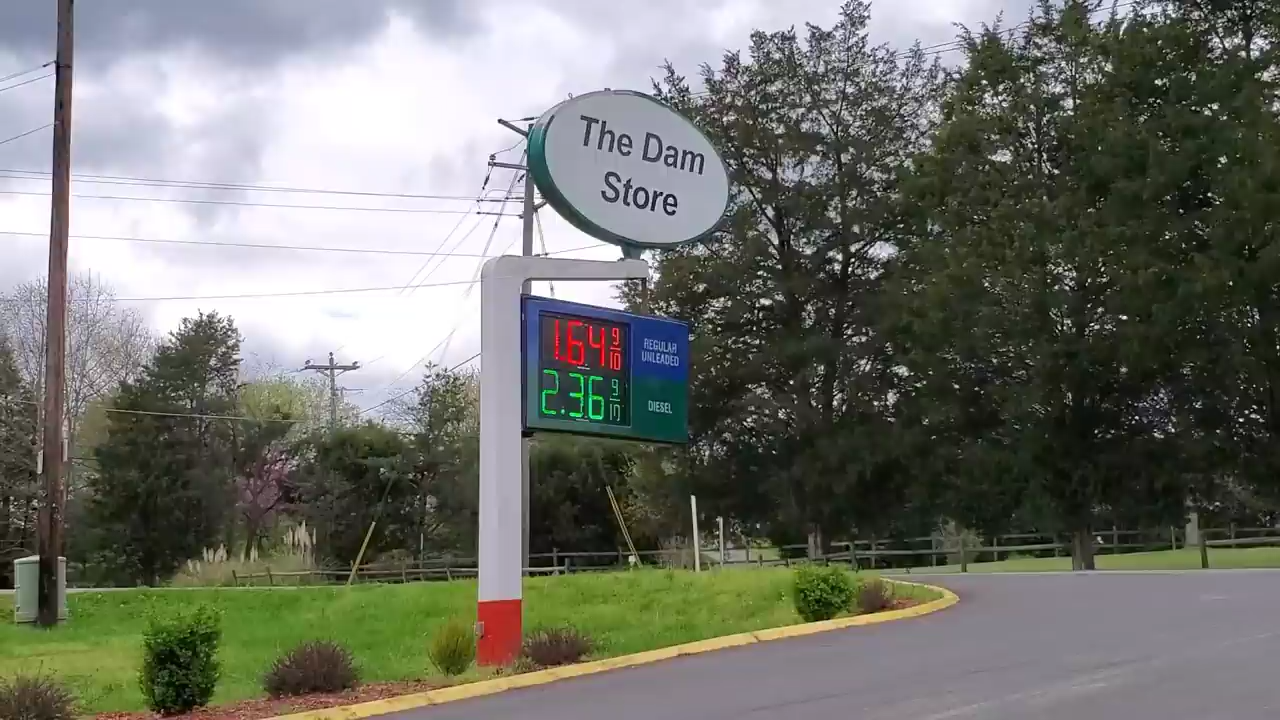 The Dam
Store
1.64 9/10
REGULAR
UNLEADED
2.36 9/10
DIESEL